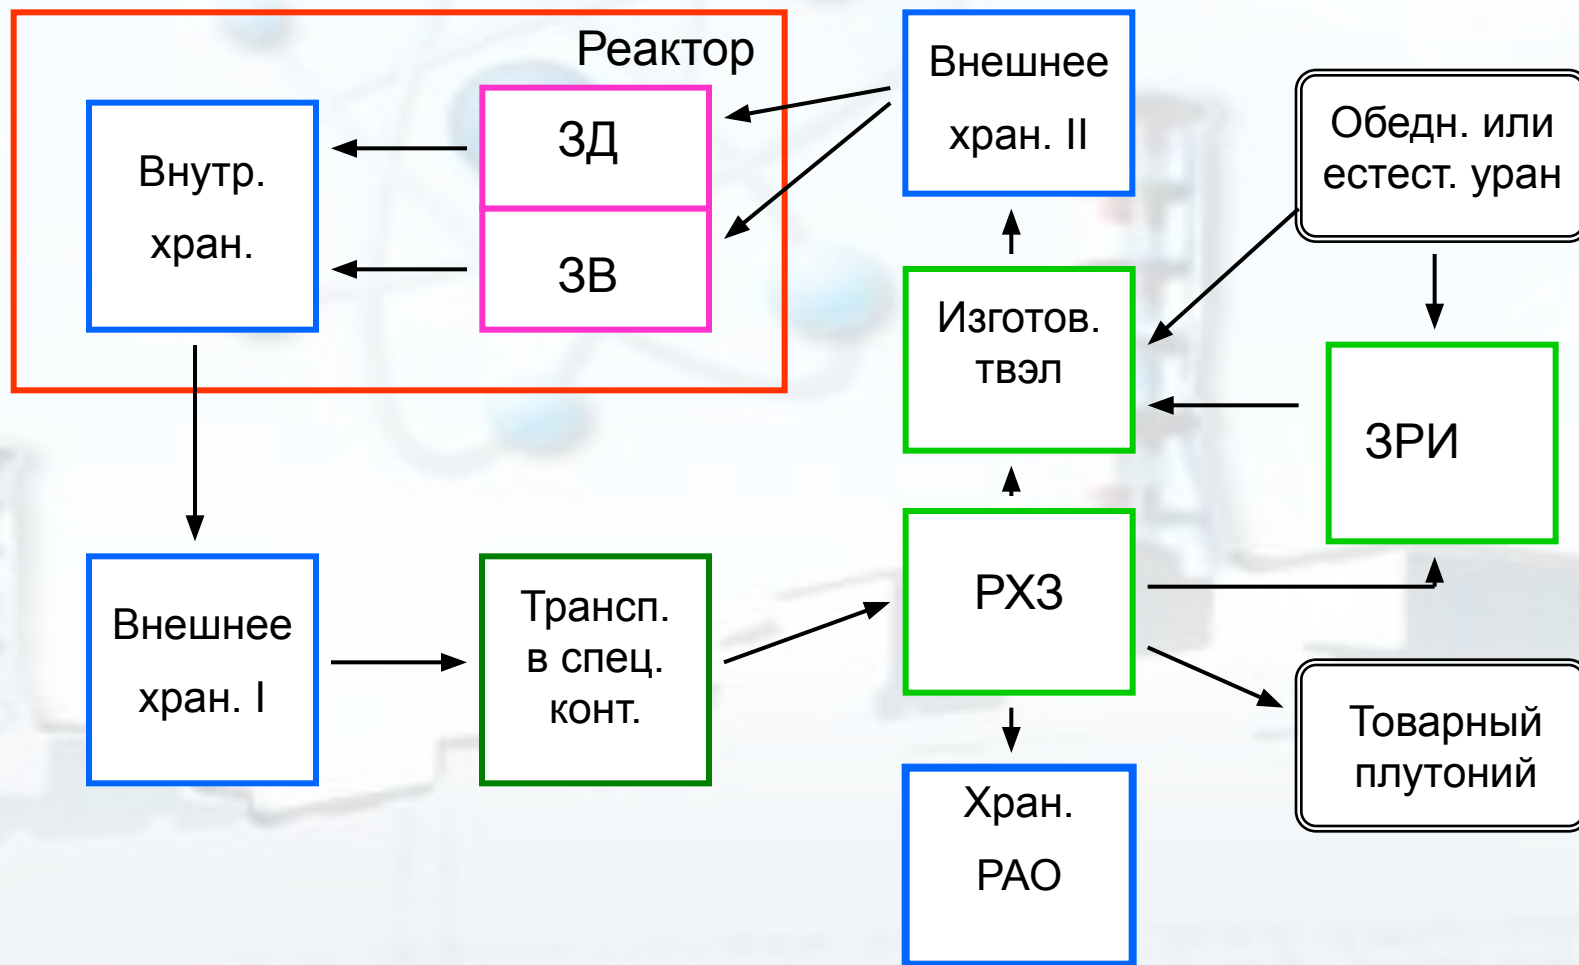 Реактор
ЗД
ЗВ
Внутр.
хран.
Внешнее
хран. II
Обедн. или
естест. уран
Изготов.
твэл
ЗРИ
Внешнее
хран. I
Трансп.
в спец.
конт.
РХЗ
Товарный
плутоний
Хран.
РАО